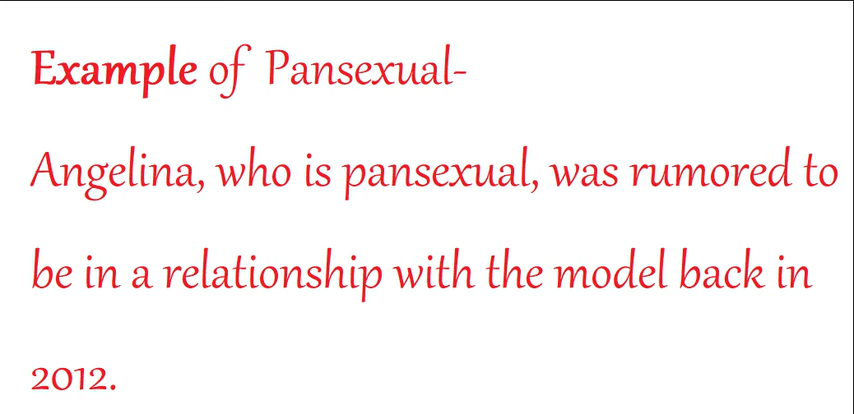 Example of Pansexual-
Angelina, who is pansexual, was rumored to
be in a relationship with the model back in
2012.